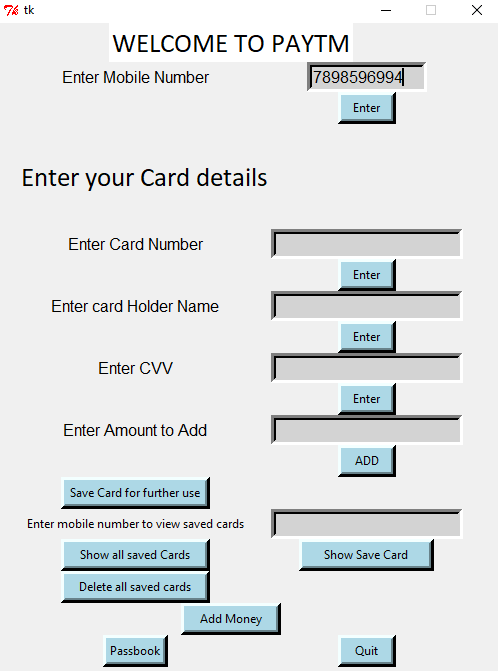 tk
WELCOME TO PAYTM
Enter Mobile Number 7898596994
Enter
Enter your Card details
Enter Card Number
Enter
Enter card Holder Name
Enter
Enter CVV
Enter
Enter Amount to Add
ADD
Save Card for further use
Enter mobile number to view saved cards
Show all saved Cards Show Save Card
Delete all saved cards
Add Money
Passbook Quit